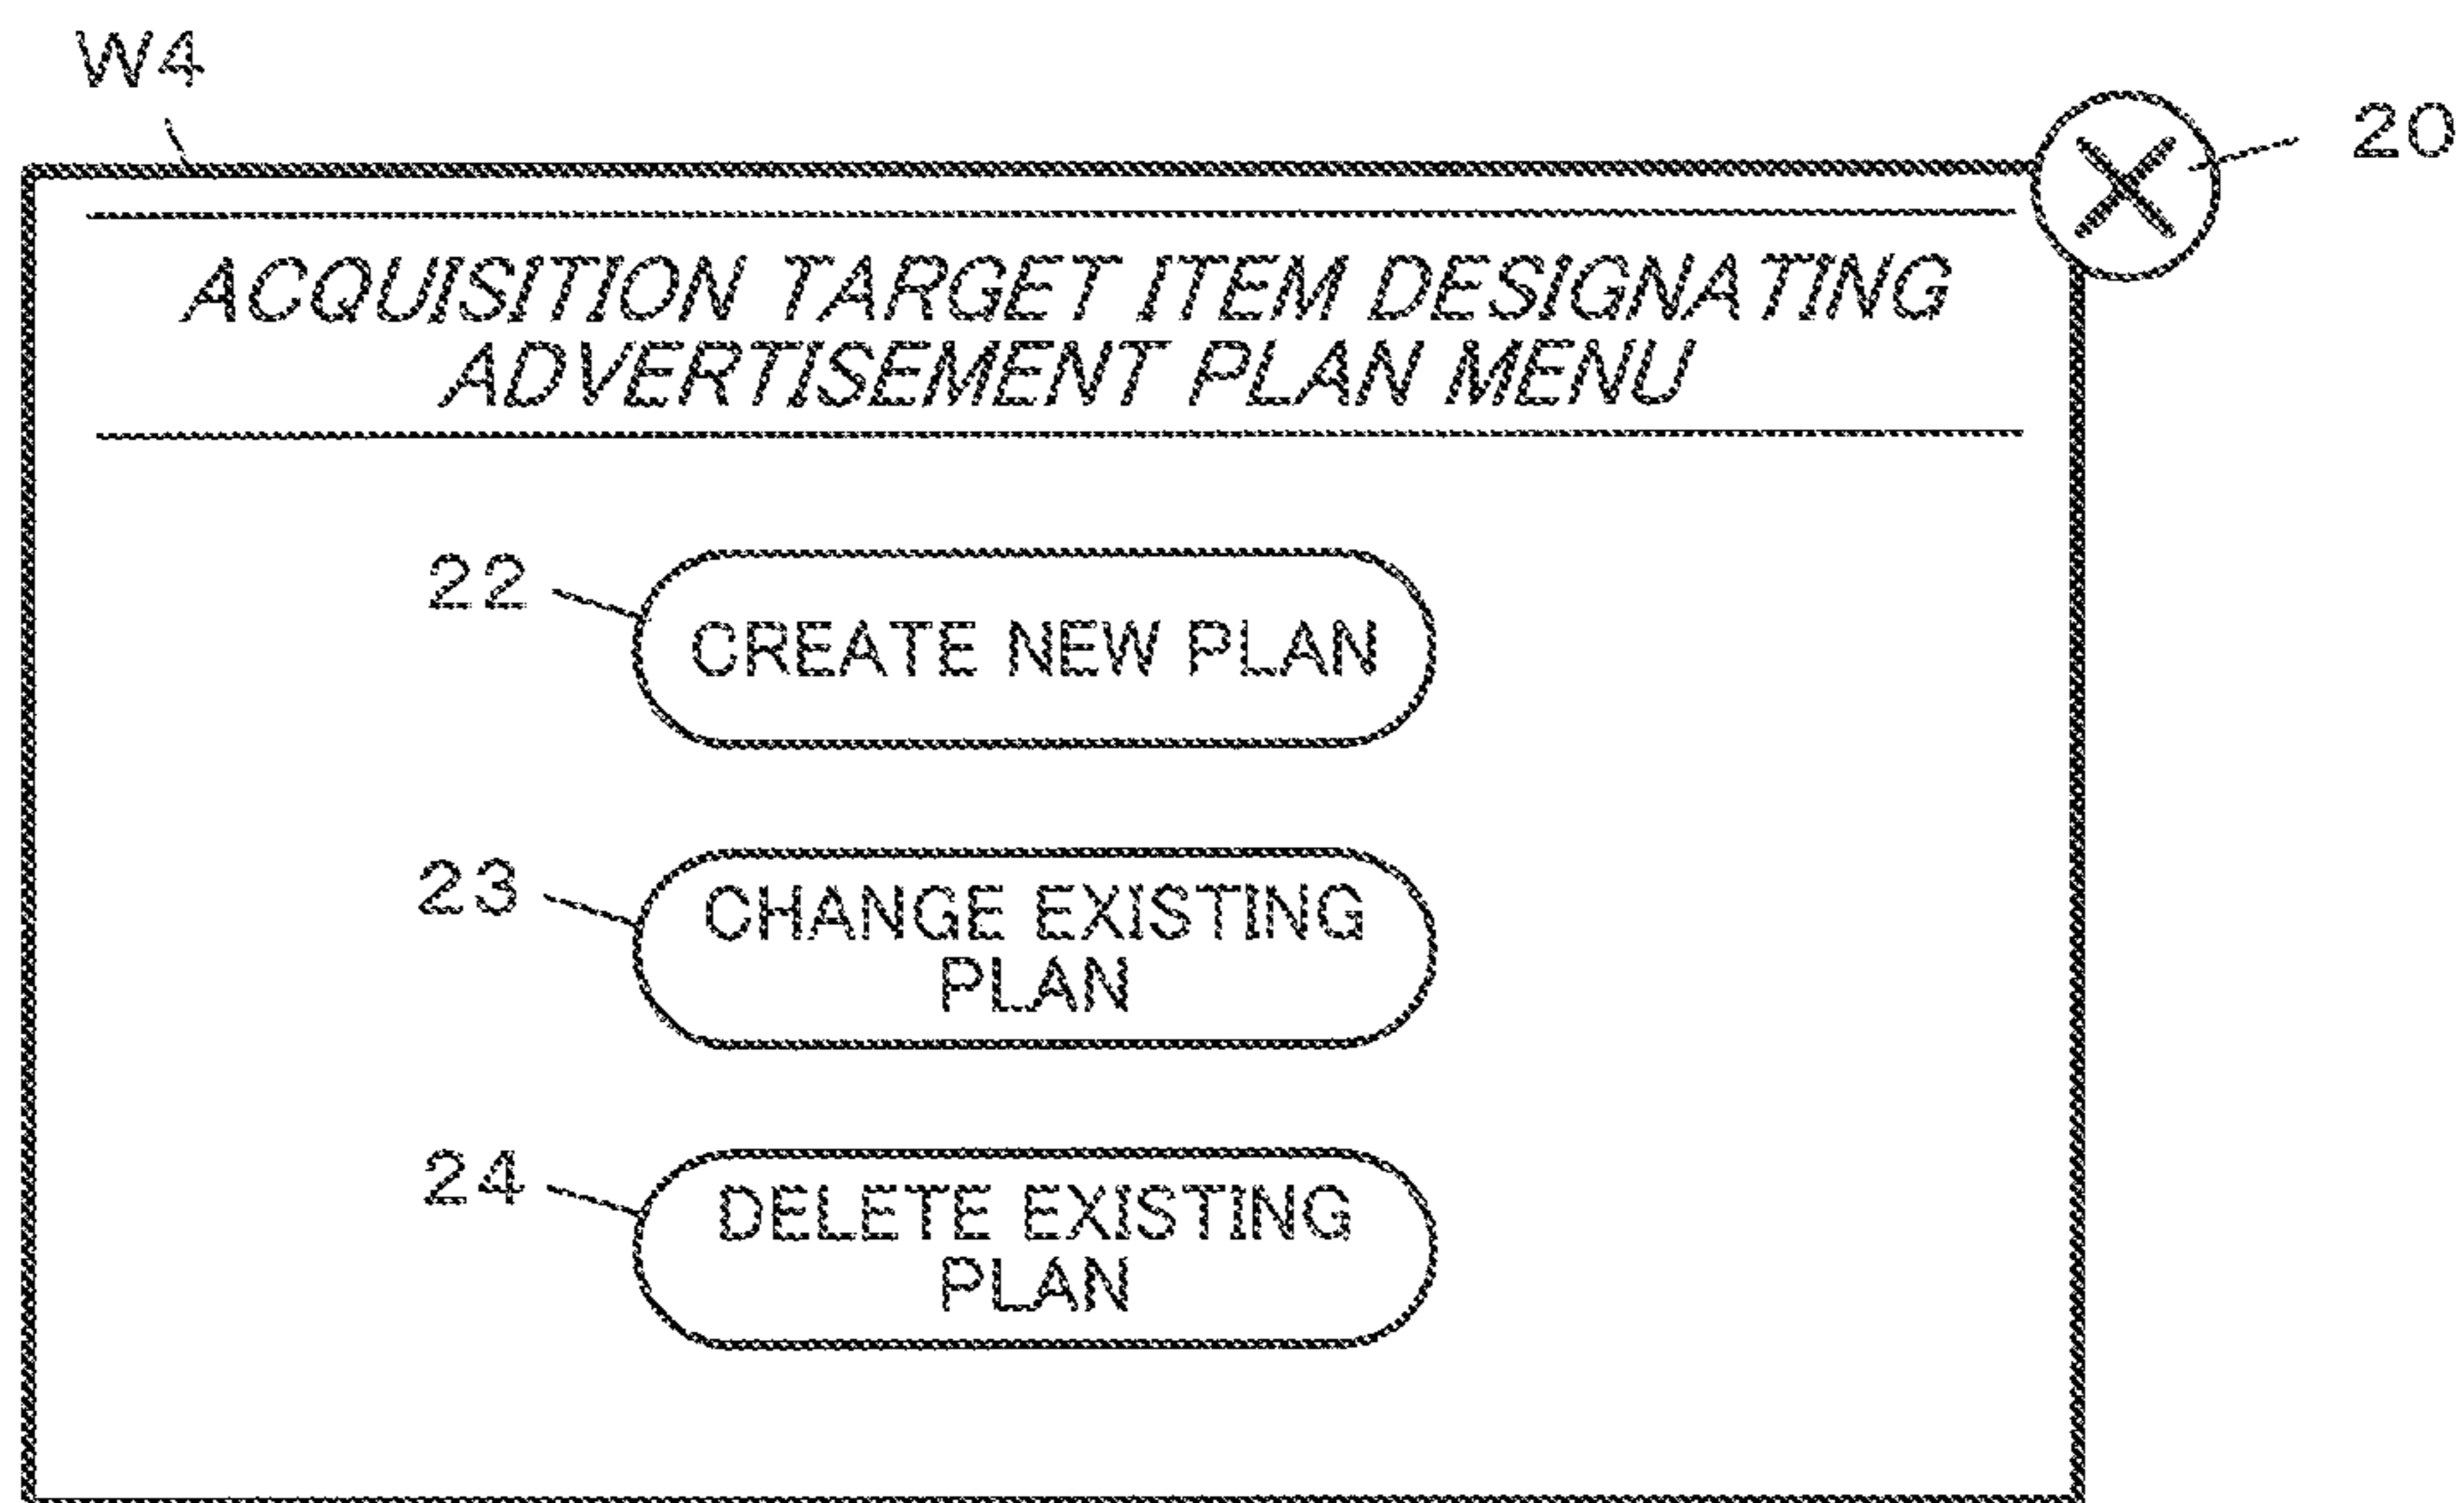 W4
20
ACQUISITION TARGET ITEM DESIGNATING
ADVERTISEMENT PLAN MENU
22
CREATE NEW PLAN
23
CHANGE EXISTING
PLAN
24
DELETE EXISTING
PLAN